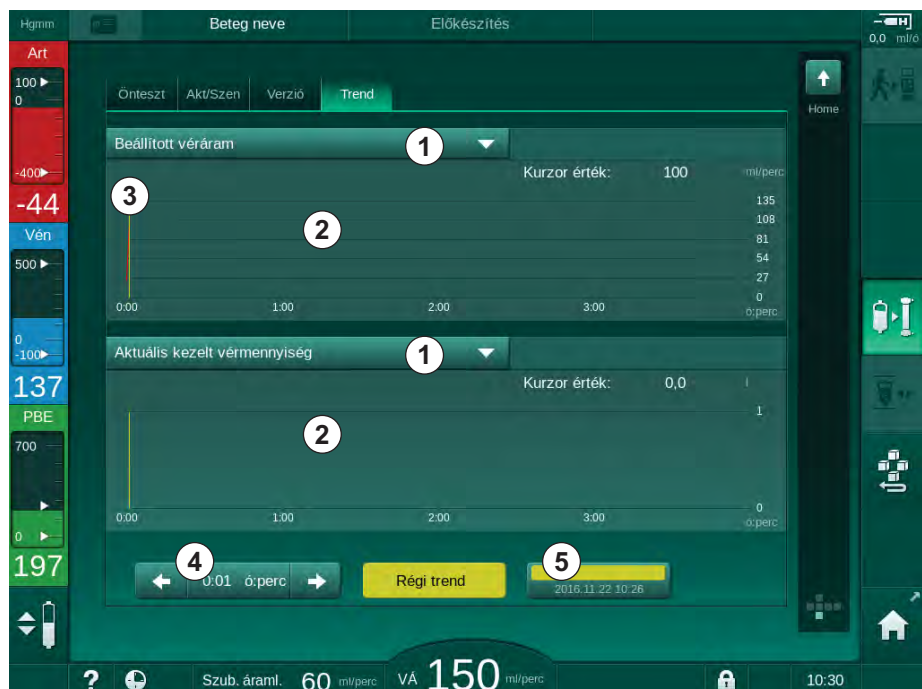 Hgmm
Beteg neve
Előkészítés
0,0 ml/ó
Art
100
0
-400
-44
Vén
500
0
-100
137
PBE
700
0
197
Önteszt
Akt/Szen
Verzió
Trend
Home
Beállított véráram
1
Kurzor érték: 100 ml/perc
3
2
135
108
81
54
27
0
0:00 1:00 2:00 3:00 ó:perc
Aktuális kezelt vérmennyiség
1
Kurzor érték: 0,0 l
2
1
0
0:00 1:00 2:00 3:00 ó:perc
4
0:01 ó:perc
Régi trend
5
2016.11.22 10:26
? Szub. áraml. 60 ml/perc VÁ 150 ml/perc 10:30